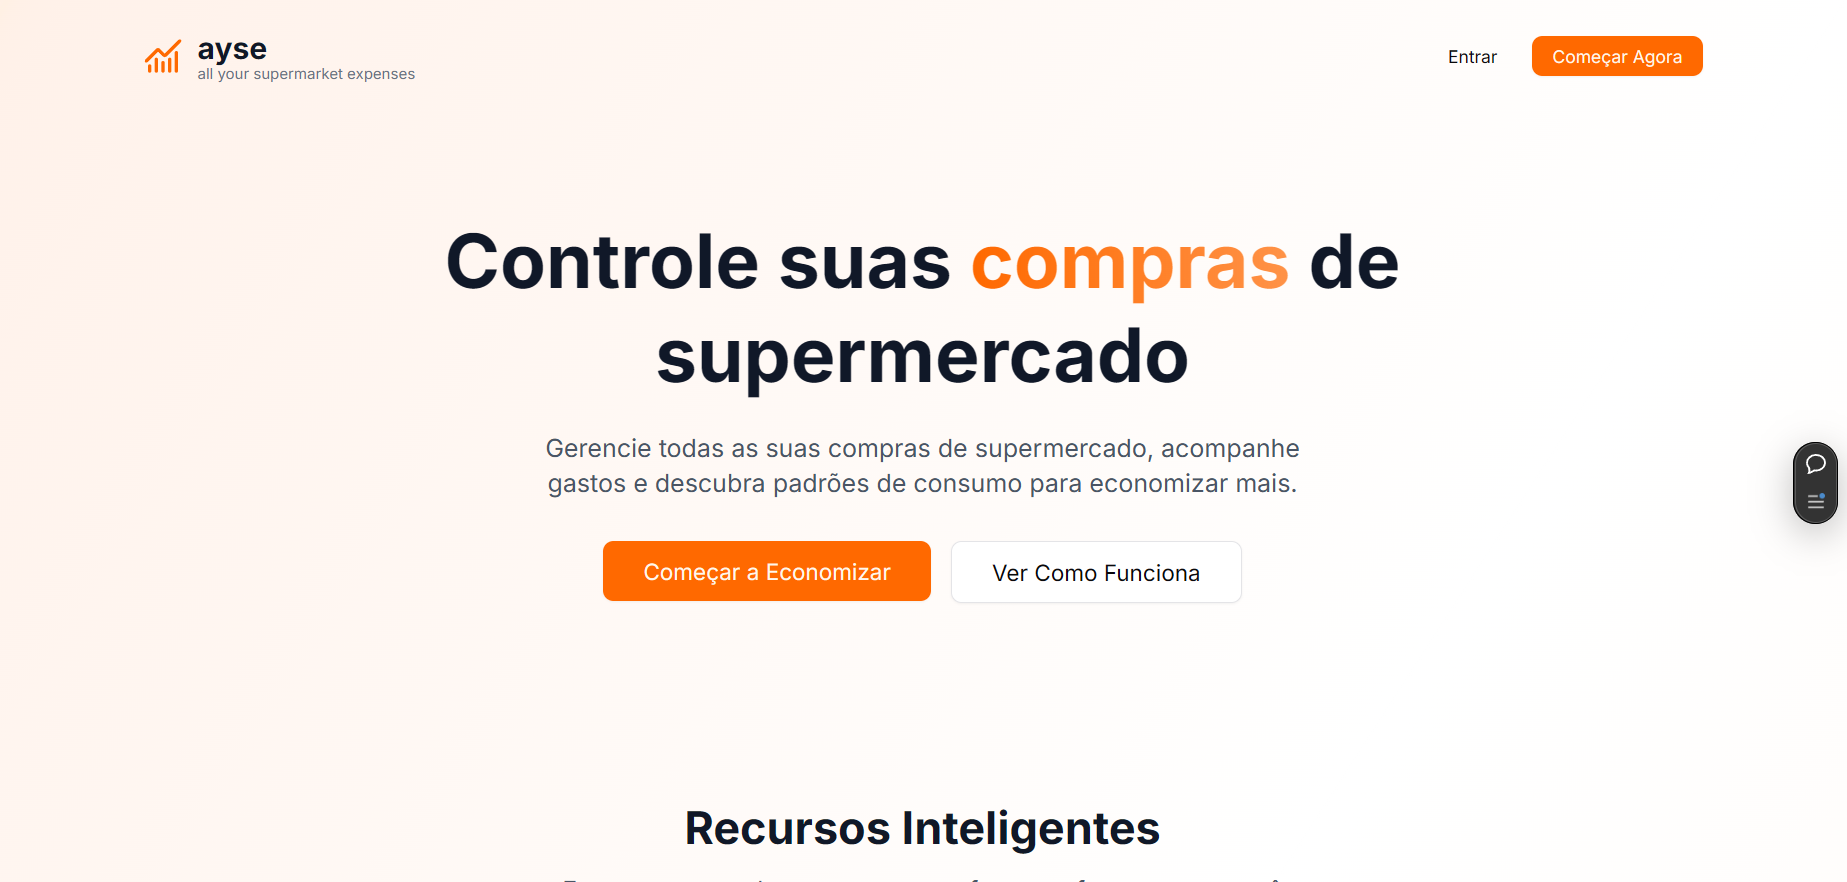 ayse
all your supermarket expenses
Entrar
Começar Agora
Controle suas compras de
supermercado
Gerencie todas as suas compras de supermercado, acompanhe
gastos e descubra padrões de consumo para economizar mais.
Começar a Economizar
Ver Como Funciona
Recursos Inteligentes